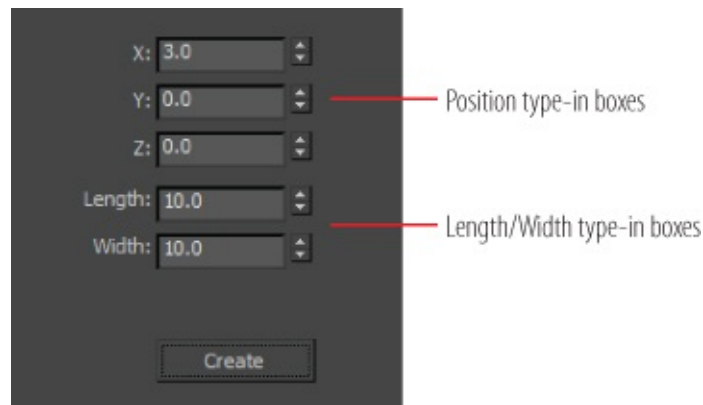 X: 3.0
Y: 0.0
Position type-in boxes
Z: 0.0
Length: 10.0
Length/Width type-in boxes
Width: 10.0
Create